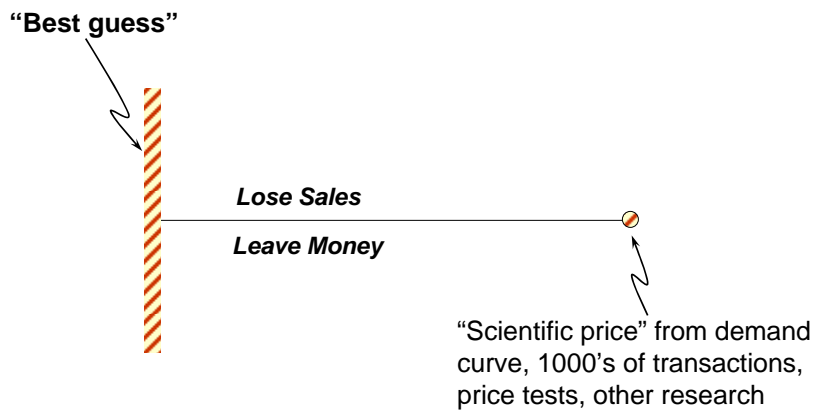 “Best guess”
Lose Sales
Leave Money
“Scientific price” from demand
curve, 1000’s of transactions,
price tests, other research